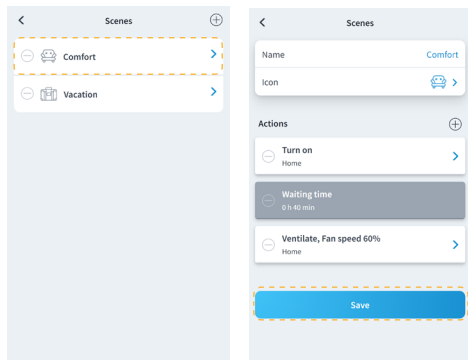 Scenes
Comfort
Vacation
Scenes
Name Comfort
Icon
Actions
Turn on
Home
Waiting time
0 h 40 min
Ventilate, Fan speed 60%
Home
Save